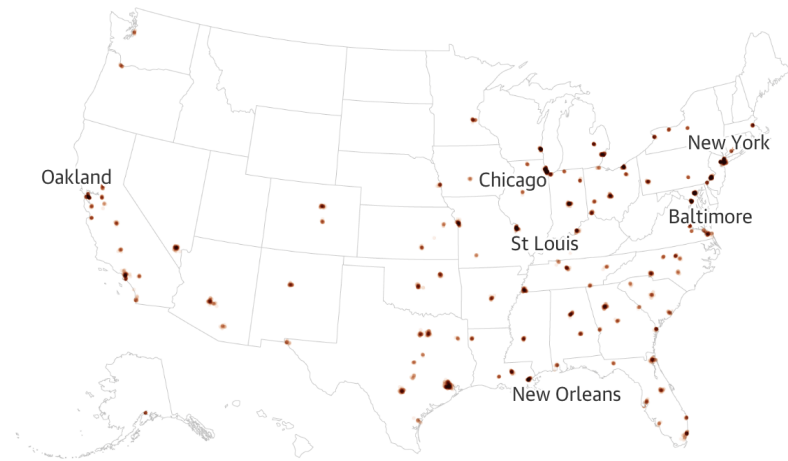 New York
Oakland
Chicago
Baltimore
St Louis
New Orleans